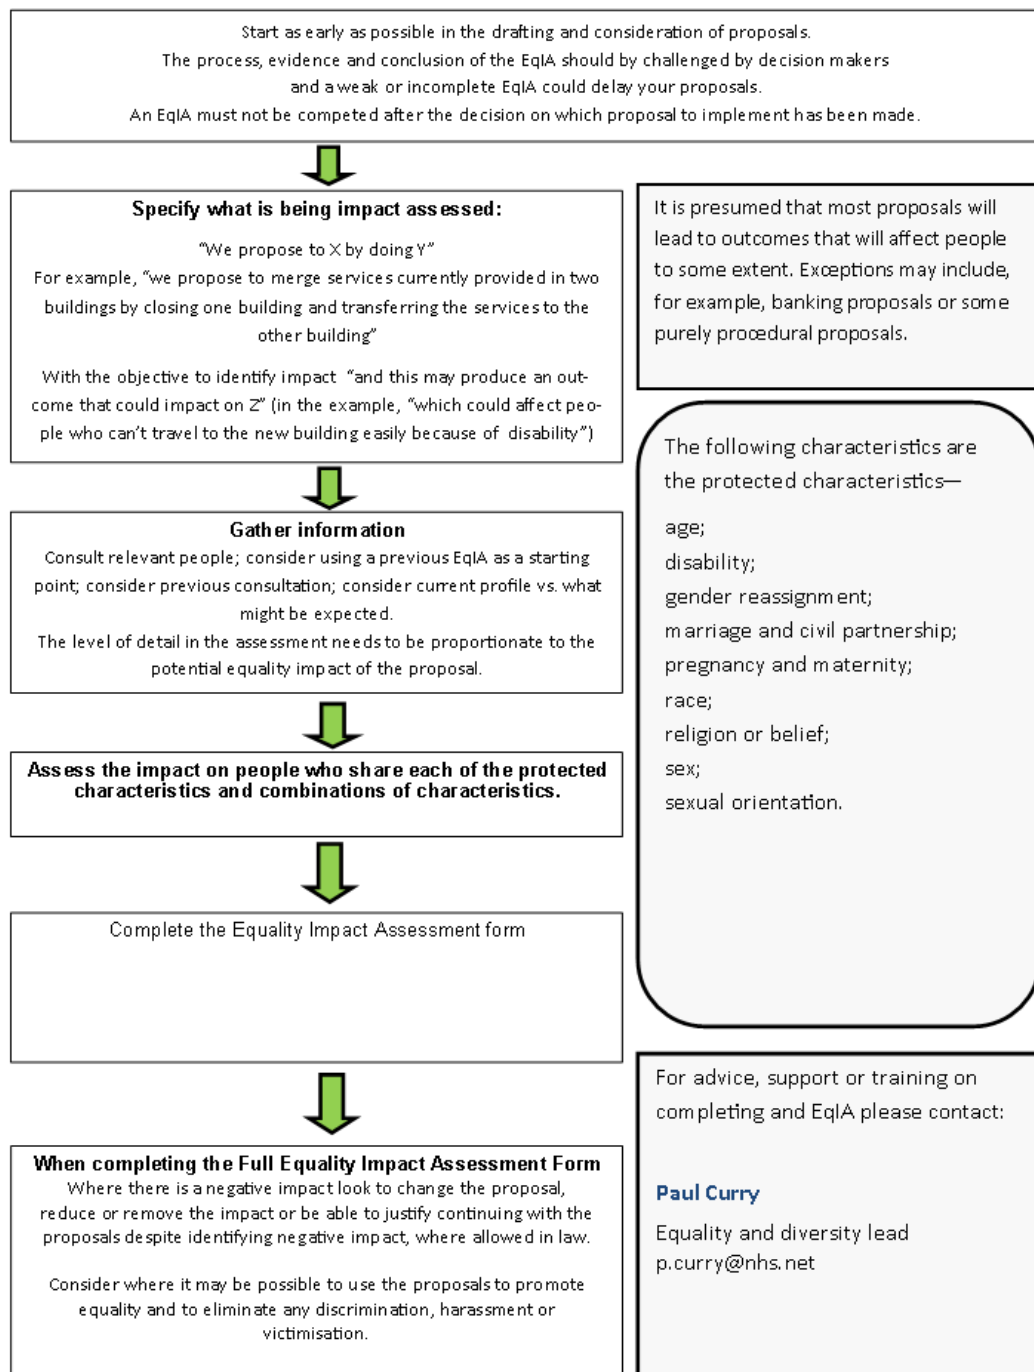 Start as early as possible in the drafting and consideration of proposals.
The process, evidence and conclusion of the EqIA should by challenged by decision makers
and a weak or incomplete EqIA could delay your proposals.
An EqIA must not be competed after the decision on which proposal to implement has been made.
Specify what is being impact assessed:
“We propose to X by doing Y”
For example, “we propose to merge services currently provided in two
buildings by closing one building and transferring the services to the
other building”
With the objective to identify impact “and this may produce an out-
come that could impact on Z” (in the example, “which could affect peo-
ple who can’t travel to the new building easily because of disability”)
It is presumed that most proposals will
lead to outcomes that will affect people
to some extent. Exceptions may include,
for example, banking proposals or some
purely procedural proposals.
Gather information
Consult relevant people; consider using a previous EqIA as a starting
point; consider previous consultation; consider current profile vs. what
might be expected.
The level of detail in the assessment needs to be proportionate to the
potential equality impact of the proposal.
The following characteristics are
the protected characteristics—
age;
disability;
gender reassignment;
marriage and civil partnership;
pregnancy and maternity;
race;
religion or belief;
sex;
sexual orientation.
Assess the impact on people who share each of the protected
characteristics and combinations of characteristics.
Complete the Equality Impact Assessment form
When completing the Full Equality Impact Assessment Form
Where there is a negative impact look to change the proposal,
reduce or remove the impact or be able to justify continuing with the
proposals despite identifying negative impact, where allowed in law.
Consider where it may be possible to use the proposals to promote
equality and to eliminate any discrimination, harassment or
victimisation.
For advice, support or training on
completing and EqIA please contact:
Paul Curry
Equality and diversity lead
p.curry@nhs.net